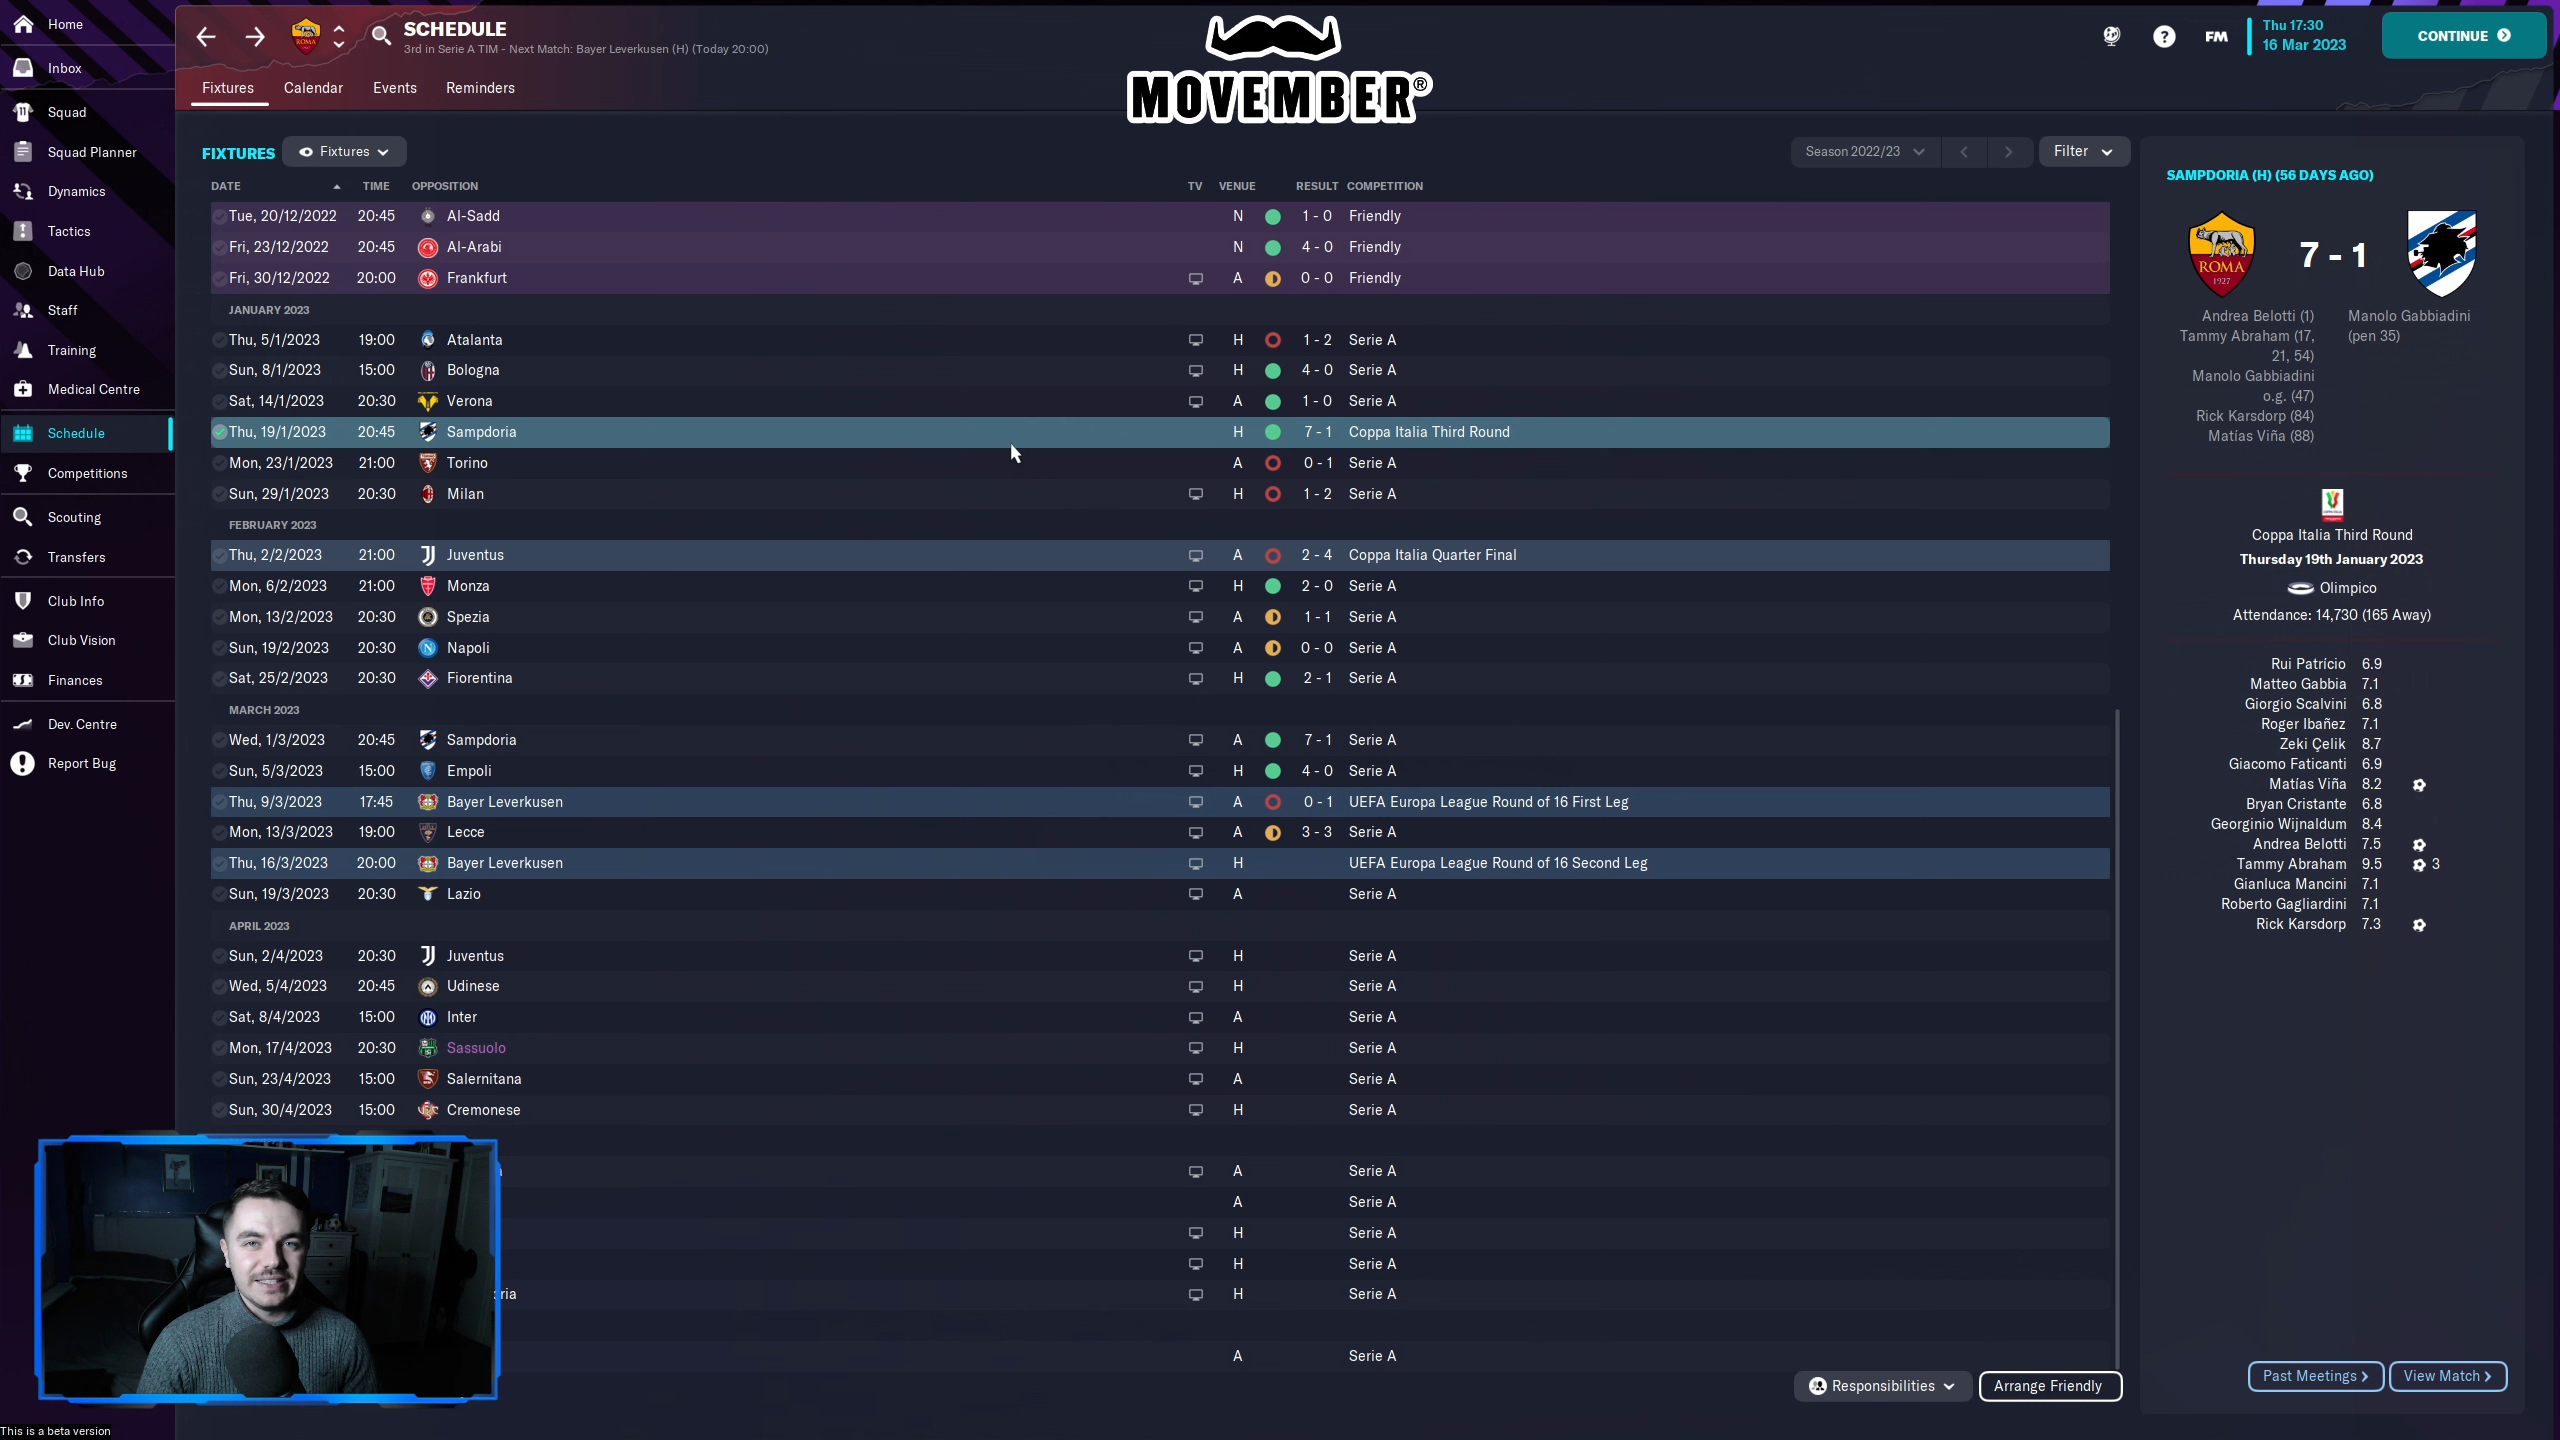 Home
Inbox
Squad
Squad Planner
Dynamics
Tactics
Data Hub
Staff
Training
Medical Centre
Schedule
Competitions
Scouting
Transfers
Club Info
Club Vision
Finances
Dev. Centre
Report Bug
This is a beta version
SCHEDULE
3rd in Serie A TIM - Next Match: Bayer Leverkusen (H) (Today 20:00)
Fixtures Calendar Events Reminders
MOVEMBER®
FM
Thu 17:30
16 Mar 2023
CONTINUE
FIXTURES Fixtures
Season 2022/23 Filter
DATE TIME OPPOSITION TV VENUE RESULT COMPETITION
Tue, 20/12/2022 20:45 Al-Sadd N 1 - 0 Friendly
Fri, 23/12/2022 20:45 Al-Arabi N 4 - 0 Friendly
Fri, 30/12/2022 20:00 Frankfurt A 0 - 0 Friendly
JANUARY 2023
Thu, 5/1/2023 19:00 Atalanta H 1 - 2 Serie A
Sun, 8/1/2023 15:00 Bologna H 4 - 0 Serie A
Sat, 14/1/2023 20:30 Verona A 1 - 0 Serie A
Thu, 19/1/2023 20:45 Sampdoria H 7 - 1 Coppa Italia Third Round
Mon, 23/1/2023 21:00 Torino A 0 - 1 Serie A
Sun, 29/1/2023 20:30 Milan H 1 - 2 Serie A
FEBRUARY 2023
Thu, 2/2/2023 21:00 Juventus A 2 - 4 Coppa Italia Quarter Final
Mon, 6/2/2023 21:00 Monza H 2 - 0 Serie A
Mon, 13/2/2023 20:30 Spezia A 1 - 1 Serie A
Sun, 19/2/2023 20:30 Napoli A 0 - 0 Serie A
Sat, 25/2/2023 20:30 Fiorentina H 2 - 1 Serie A
MARCH 2023
Wed, 1/3/2023 20:45 Sampdoria A 7 - 1 Serie A
Sun, 5/3/2023 15:00 Empoli H 4 - 0 Serie A
Thu, 9/3/2023 17:45 Bayer Leverkusen A 0 - 1 UEFA Europa League Round of 16 First Leg
Mon, 13/3/2023 19:00 Lecce A 3 - 3 Serie A
Thu, 16/3/2023 20:00 Bayer Leverkusen H UEFA Europa League Round of 16 Second Leg
Sun, 19/3/2023 20:30 Lazio A Serie A
APRIL 2023
Sun, 2/4/2023 20:30 Juventus H Serie A
Wed, 5/4/2023 20:45 Udinese H Serie A
Sat, 8/4/2023 15:00 Inter A Serie A
Mon, 17/4/2023 20:30 Sassuolo H Serie A
Sun, 23/4/2023 15:00 Salernitana A Serie A
Sun, 30/4/2023 15:00 Cremonese H Serie A
A Serie A
A Serie A
H Serie A
H Serie A
ria H Serie A
A Serie A
Responsibilities Arrange Friendly
SAMPDORIA (H) (56 DAYS AGO)
ROMA
1927
7 - 1
Andrea Belotti (1)
Tammy Abraham (17,
21, 54)
Manolo Gabbiadini
o.g. (47)
Rick Karsdorp (84)
Matías Viña (88)
Manolo Gabbiadini
(pen 35)
Coppa Italia Third Round
Thursday 19th January 2023
Olimpico
Attendance: 14,730 (165 Away)
Rui Patrício 6.9
Matteo Gabbia 7.1
Giorgio Scalvini 6.8
Roger Ibañez 7.1
Zeki Çelik 8.7
Giacomo Faticanti 6.9
Matías Viña 8.2
Bryan Cristante 6.8
Georginio Wijnaldum 8.4
Andrea Belotti 7.5
Tammy Abraham 9.5 3
Gianluca Mancini 7.1
Roberto Gagliardini 7.1
Rick Karsdorp 7.3
Past Meetings View Match